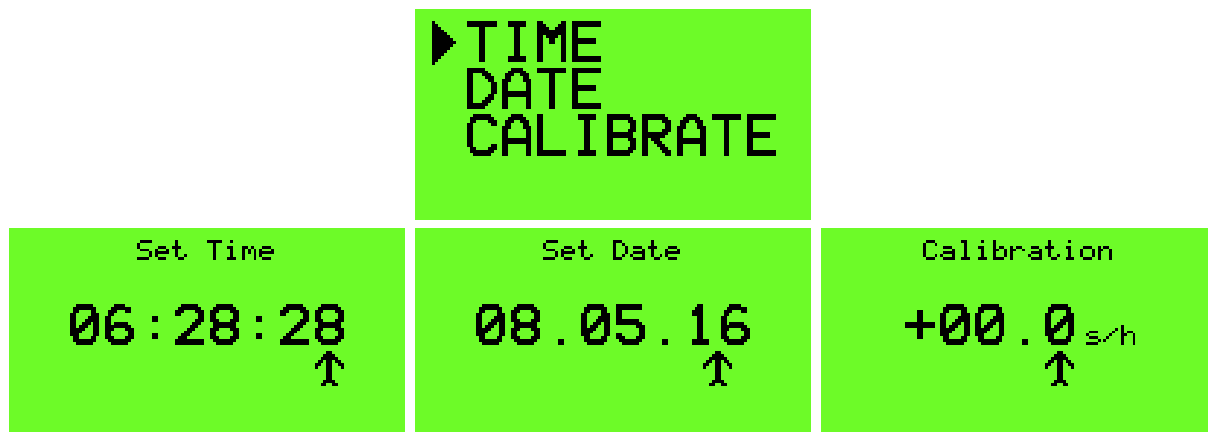 TIME
DATE
CALIBRATE
Set Time
06:28:28
Set Date
08.05.16
Calibration
+00.0 s/h